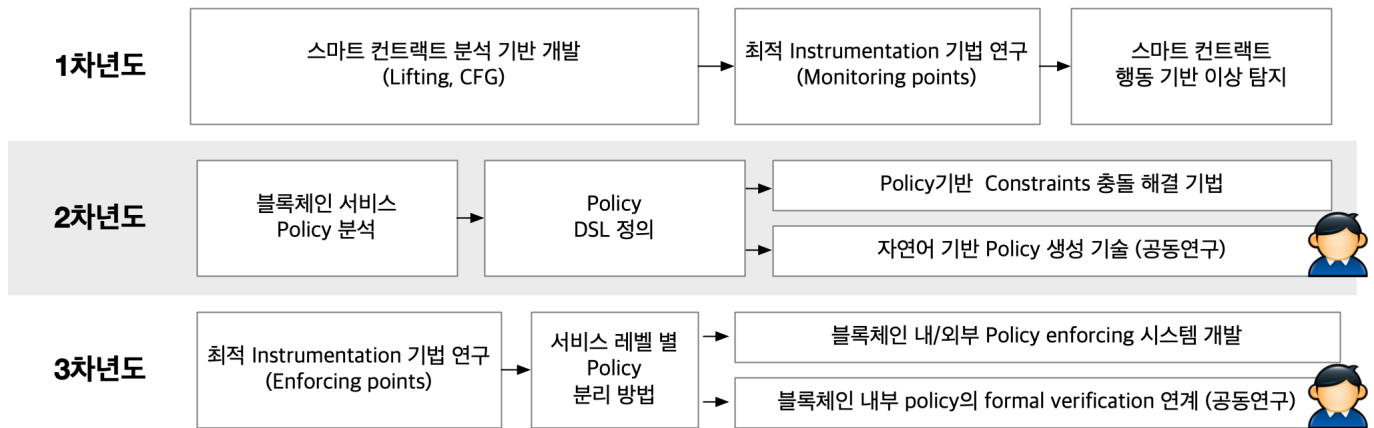 1차년도
스마트 컨트랙트 분석 기반 개발
(Lifting, CFG)
최적 Instrumentation 기법 연구
(Monitoring points)
스마트 컨트랙트
행동 기반 이상 탐지
2차년도
블록체인 서비스
Policy 분석
Policy
DSL 정의
Policy기반 Constraints 충돌 해결 기법
자연어 기반 Policy 생성 기술 (공동연구)
3차년도
최적 Instrumentation 기법 연구
(Enforcing points)
서비스 레벨 별
Policy
분리 방법
블록체인 내/외부 Policy enforcing 시스템 개발
블록체인 내부 policy의 formal verification 연계 (공동연구)